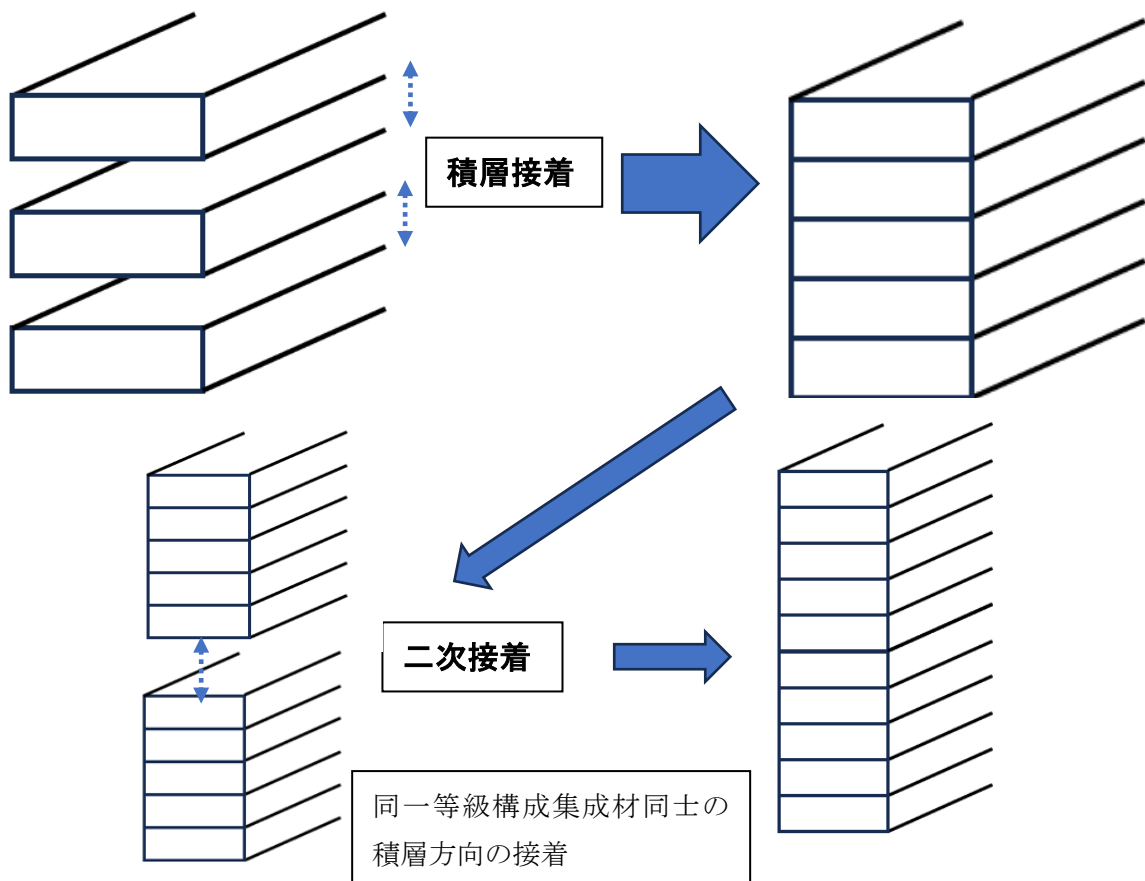 積層接着
二次接着
同一等級構成集成材同士の
積層方向の接着